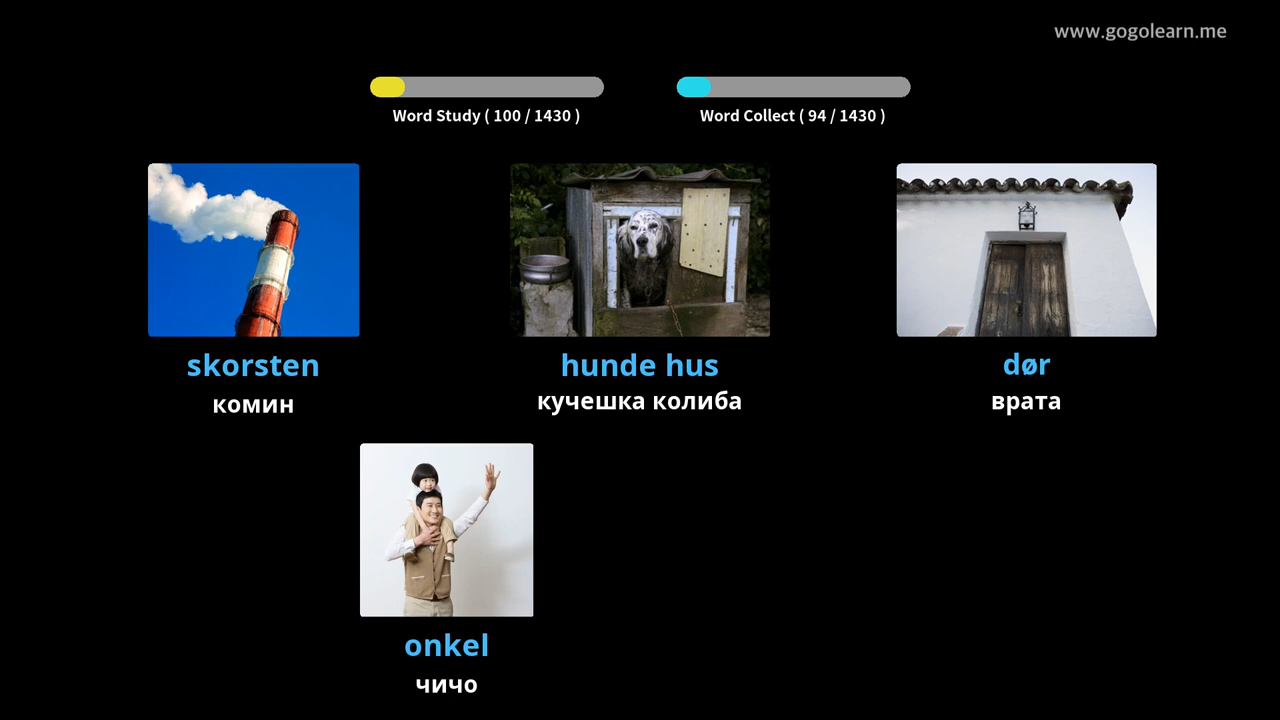 www.gogolearn.me
Word Study ( 100 / 1430 )
Word Collect ( 94 / 1430 )
skorsten
комин
hunde hus
кучешка колиба
dør
врата
onkel
чичо